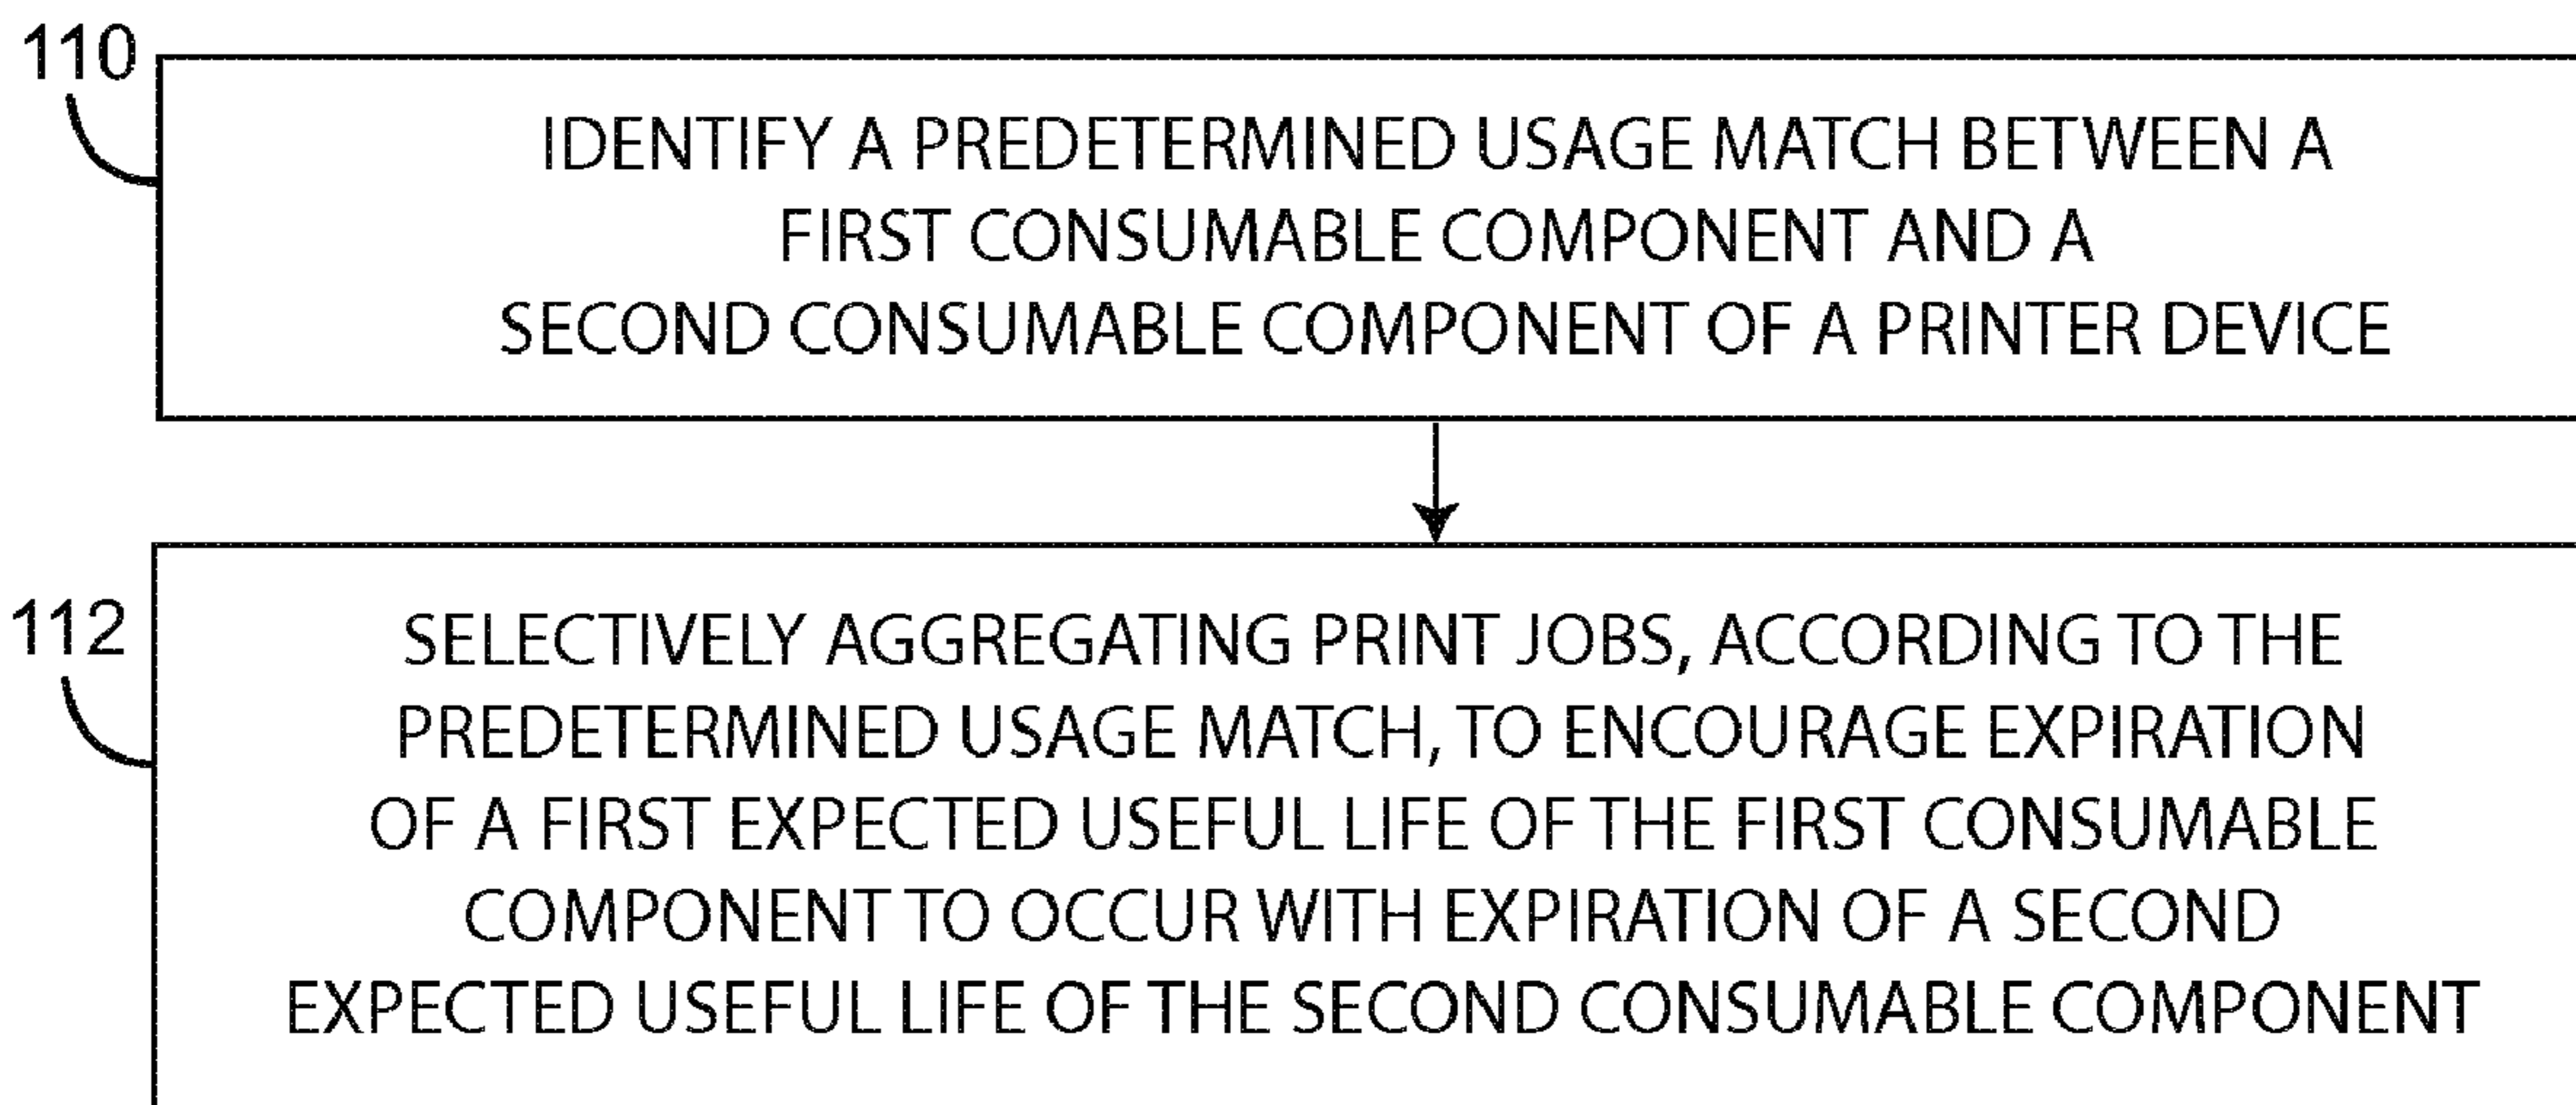 110
IDENTIFY A PREDETERMINED USAGE MATCH BETWEEN A
FIRST CONSUMABLE COMPONENT AND A
SECOND CONSUMABLE COMPONENT OF A PRINTER DEVICE
112
SELECTIVELY AGGREGATING PRINT JOBS, ACCORDING TO THE
PREDETERMINED USAGE MATCH, TO ENCOURAGE EXPIRATION
OF A FIRST EXPECTED USEFUL LIFE OF THE FIRST CONSUMABLE
COMPONENT TO OCCUR WITH EXPIRATION OF A SECOND
EXPECTED USEFUL LIFE OF THE SECOND CONSUMABLE COMPONENT